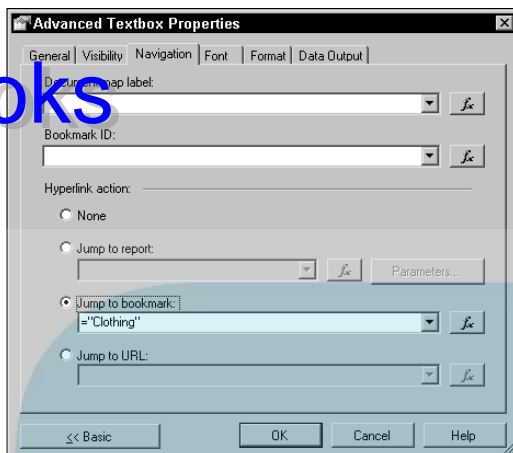 Advanced Textbox Properties
General Visibility Navigation Font Format Data Output
Document map label:
oks
Bookmark ID:
Hyperlink action:
None
Jump to report:
Parameters...
Jump to bookmark:
="Clothing"
Jump to URL:
<< Basic OK Cancel Help